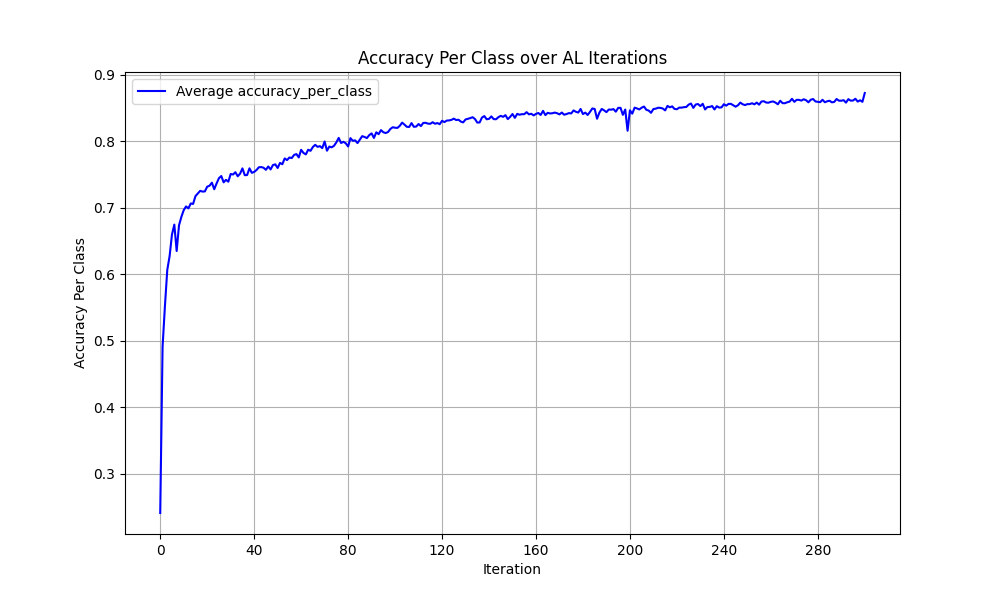 Accuracy Per Class over AL Iterations
Average accuracy_per_class
Accuracy Per Class
0.9
0.8
0.7
0.6
0.5
0.4
0.3
0 40 80 120 160 200 240 280
Iteration